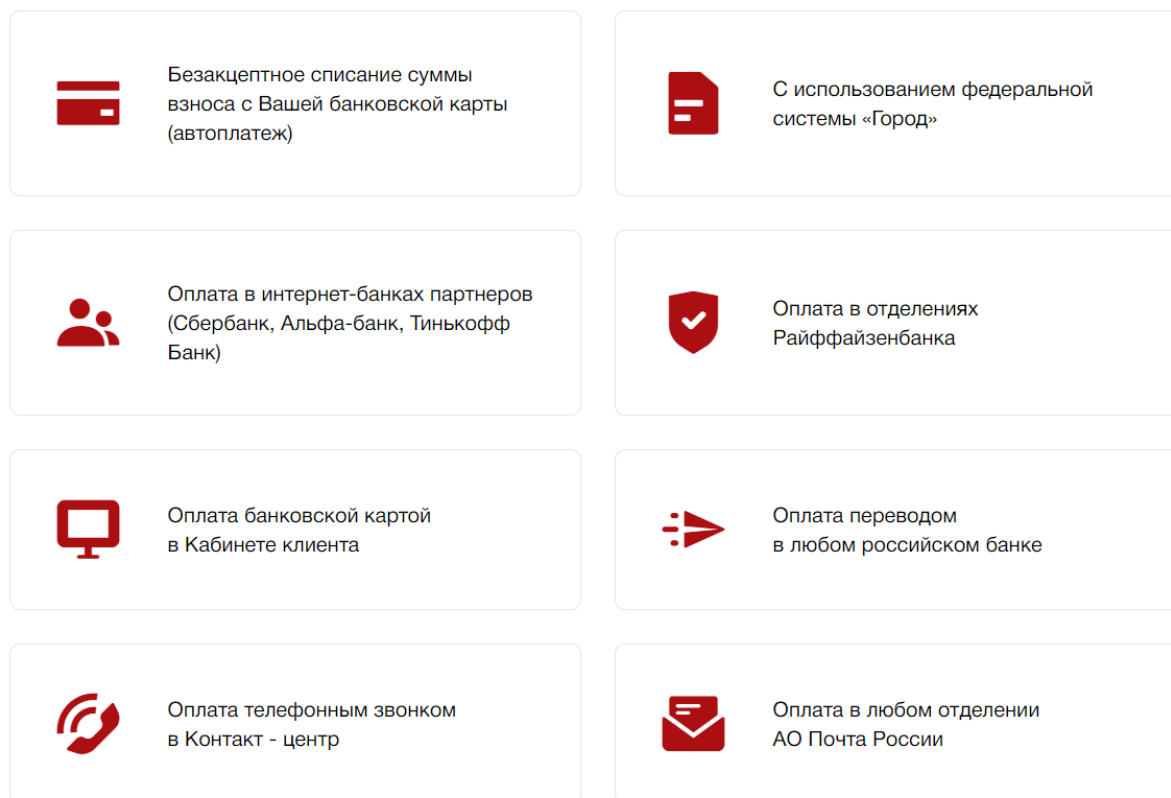 Безакцептное списание суммы
взноса с Вашей банковской карты
(автоплатеж)
С использованием федеральной
системы «Город»
Оплата в интернет-банках партнеров
(Сбербанк, Альфа-банк, Тинькофф
Банк)
Оплата в отделениях
Райффайзенбанка
Оплата банковской картой
в Кабинете клиента
Оплата переводом
в любом российском банке
Оплата телефонным звонком
в Контакт - центр
Оплата в любом отделении
АО Почта России